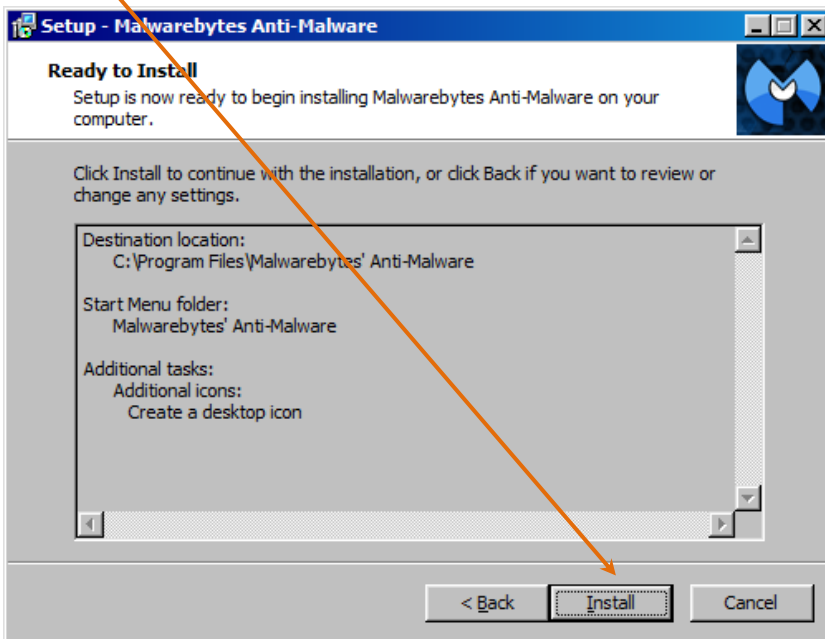 Setup - Malwarebytes Anti-Malware
Ready to Install
Setup is now ready to begin installing Malwarebytes Anti-Malware on your
computer.
Click Install to continue with the installation, or click Back if you want to review or
change any settings.
Destination location:
C:\Program Files\Malwarebytes' Anti-Malware
Start Menu folder:
Malwarebytes' Anti-Malware
Additional tasks:
Additional icons:
Create a desktop icon
< Back
Install
Cancel